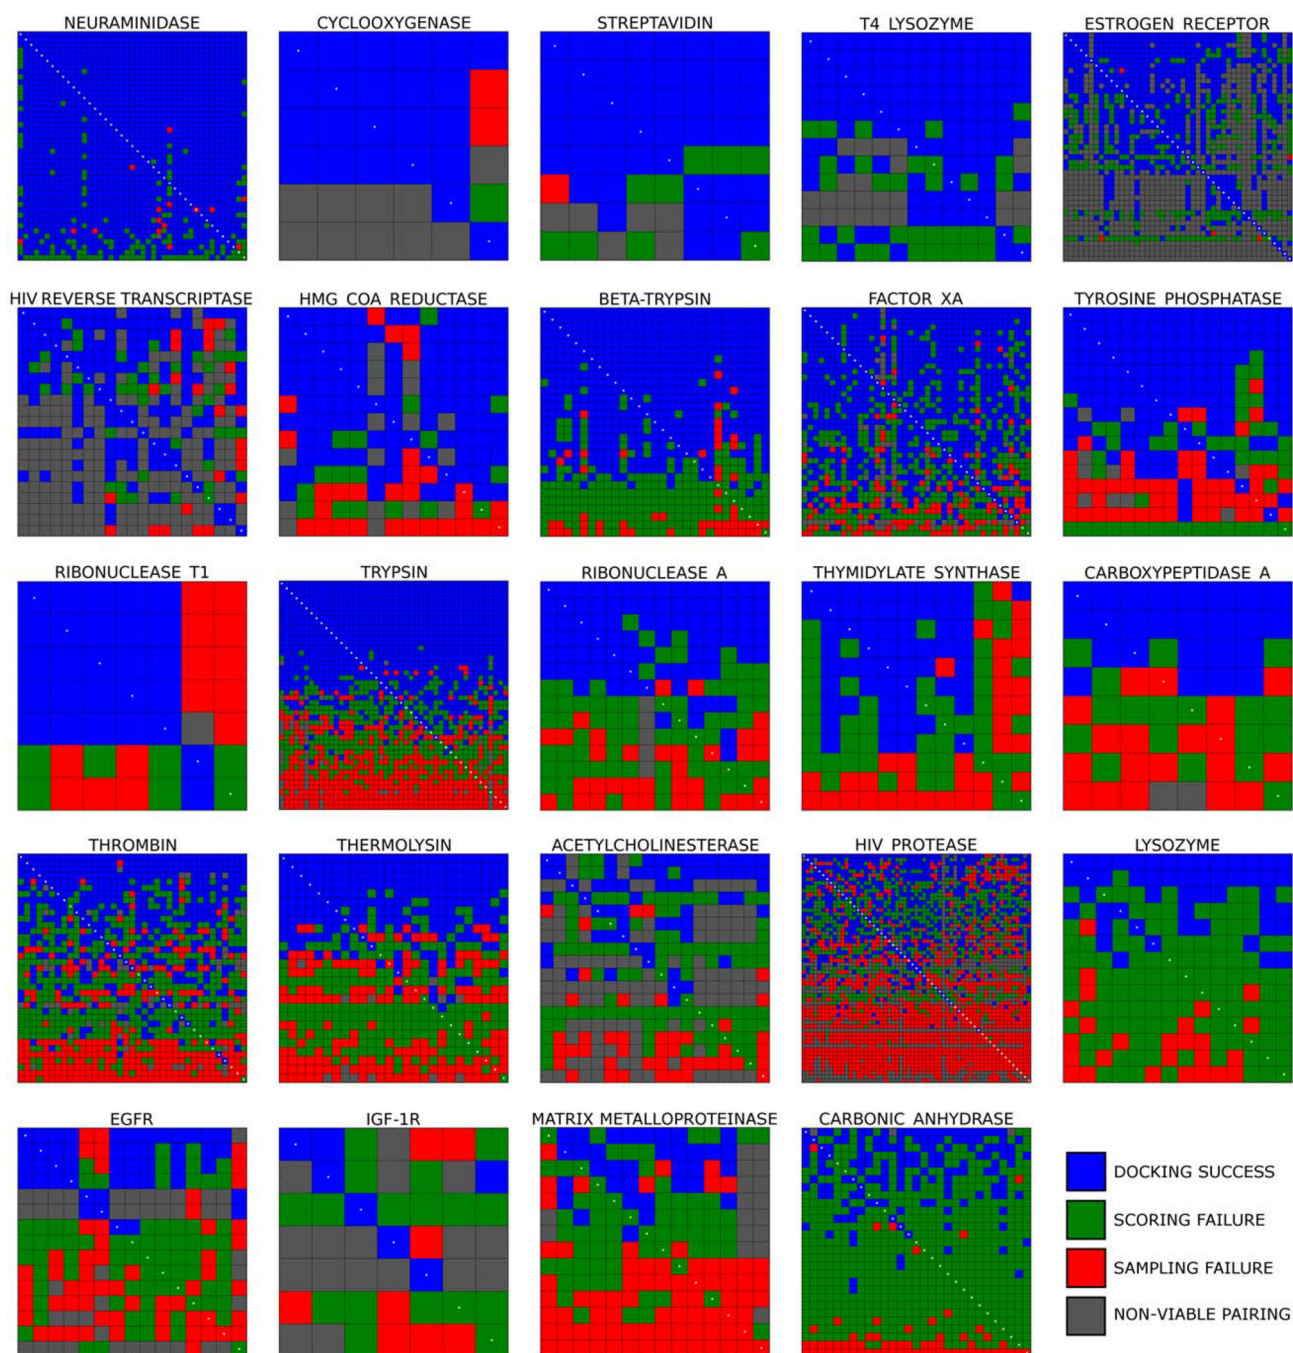 NEURAMINIDASE
CYCLOOXYGENASE
STREPTAVIDIN
T4 LYSOZYME
ESTROGEN RECEPTOR
HIV REVERSE TRANSCRIPTASE
HMG COA REDUCTASE
BETA-TRYPSIN
FACTOR XA
TYROSINE PHOSPHATASE
RIBONUCLEASE T1
TRYPSIN
RIBONUCLEASE A
THYMIDYLATE SYNTHASE
CARBOXYPEPTIDASE A
THROMBIN
THERMOLYSIN
ACETYLCHOLINESTERASE
HIV PROTEASE
LYSOZYME
EGFR
IGF-1R
MATRIX METALLOPROTEINASE
CARBONIC ANHYDRASE
DOCKING SUCCESS
SCORING FAILURE
SAMPLING FAILURE
NON-VIABLE PAIRING